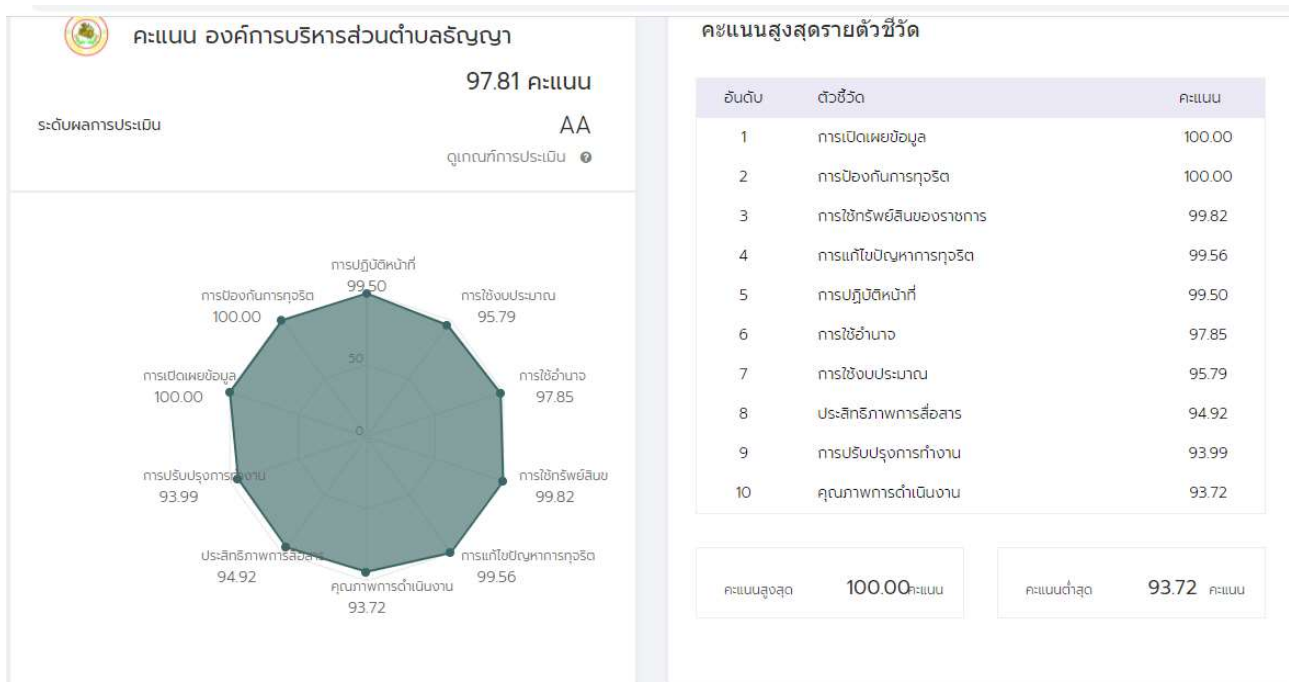 คะแนน องค์การบริหารส่วนตำบลธัญญา
97.81 คะแนน
ระดับผลการประเมิน AA
ดูเกณฑ์การประเมิน
การปฏิบัติหน้าที่
99.50
การป้องกันการทุจริต
100.00
การใช้งบประมาณ
95.79
50
การเปิดเผยข้อมูล
100.00
การใช้อำนาจ
97.85
0
การปรับปรุงการทำงาน
93.99
การใช้ทรัพย์สินข
99.82
ประสิทธิภาพการสื่อสาร
94.92
การแก้ไขปัญหาการทุจริต
99.56
คุณภาพการดำเนินงาน
93.72
คะแนนสูงสุดรายตัวชี้วัด
อันดับ ตัวชี้วัด คะแนน
1 การเปิดเผยข้อมูล 100.00
2 การป้องกันการทุจริต 100.00
3 การใช้ทรัพย์สินของราชการ 99.82
4 การแก้ไขปัญหาการทุจริต 99.56
5 การปฏิบัติหน้าที่ 99.50
6 การใช้อำนาจ 97.85
7 การใช้งบประมาณ 95.79
8 ประสิทธิภาพการสื่อสาร 94.92
9 การปรับปรุงการทำงาน 93.99
10 คุณภาพการดำเนินงาน 93.72
คะแนนสูงสุด 100.00 คะแนน
คะแนนต่ำสุด 93.72 คะแนน